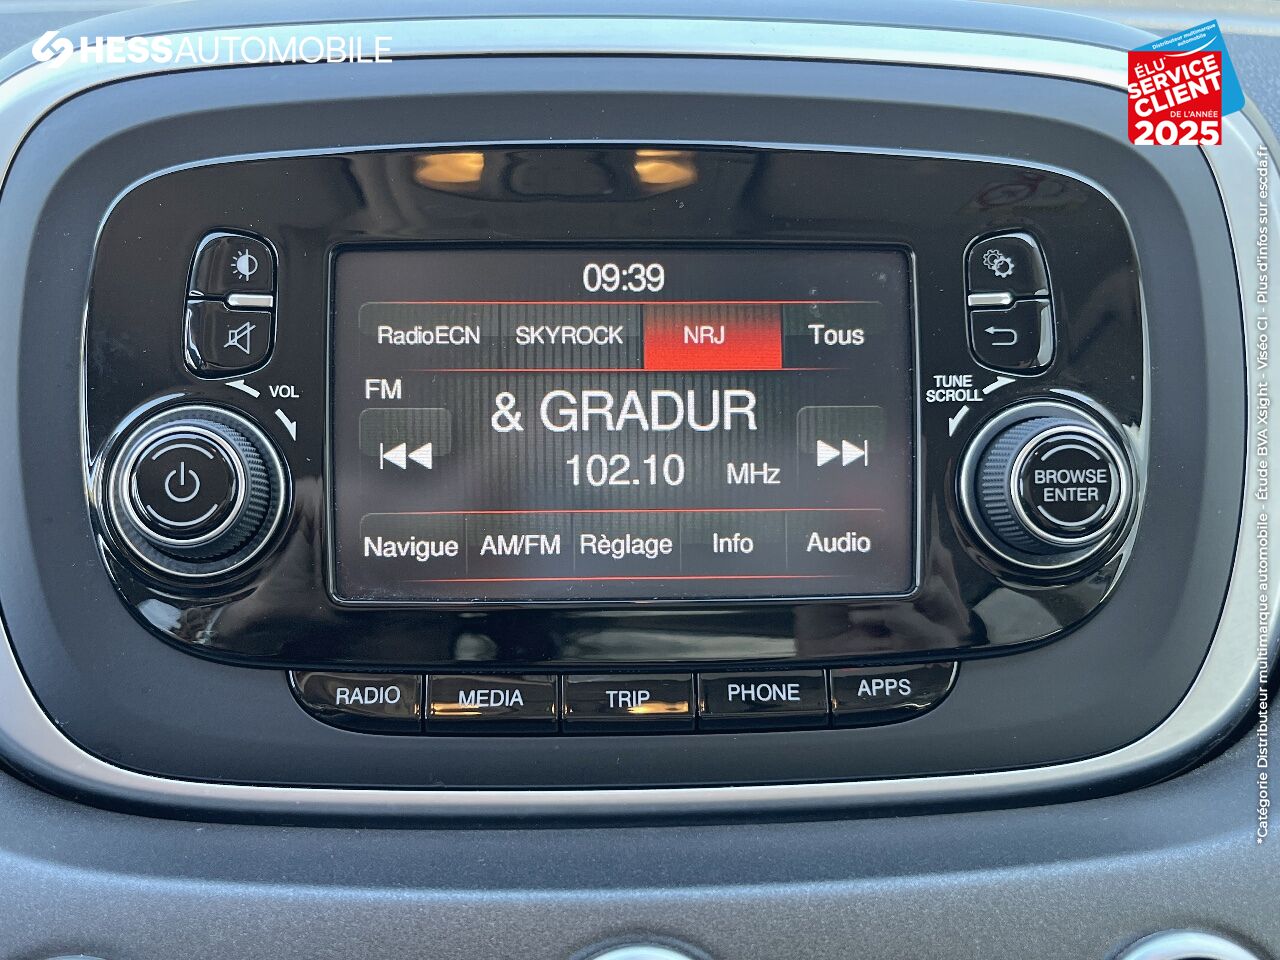 HESSAUTOMOBILE
Distributeur multimarque
automobile
ÉLU
SERVICE
CLIENT
DE L'ANNÉE
2025
09:39
RadioECN SKYROCK NRJ Tous
FM
& GRADUR
102.10 MHz
Navigue AM/FM Règlage Info Audio
VOL
TUNE
SCROLL
BROWSE
ENTER
RADIO MEDIA TRIP PHONE APPS
*Catégorie Distributeur multimarque automobile - Étude BVA Xsight - Viséo CI - Plus d'infos sur escda.fr